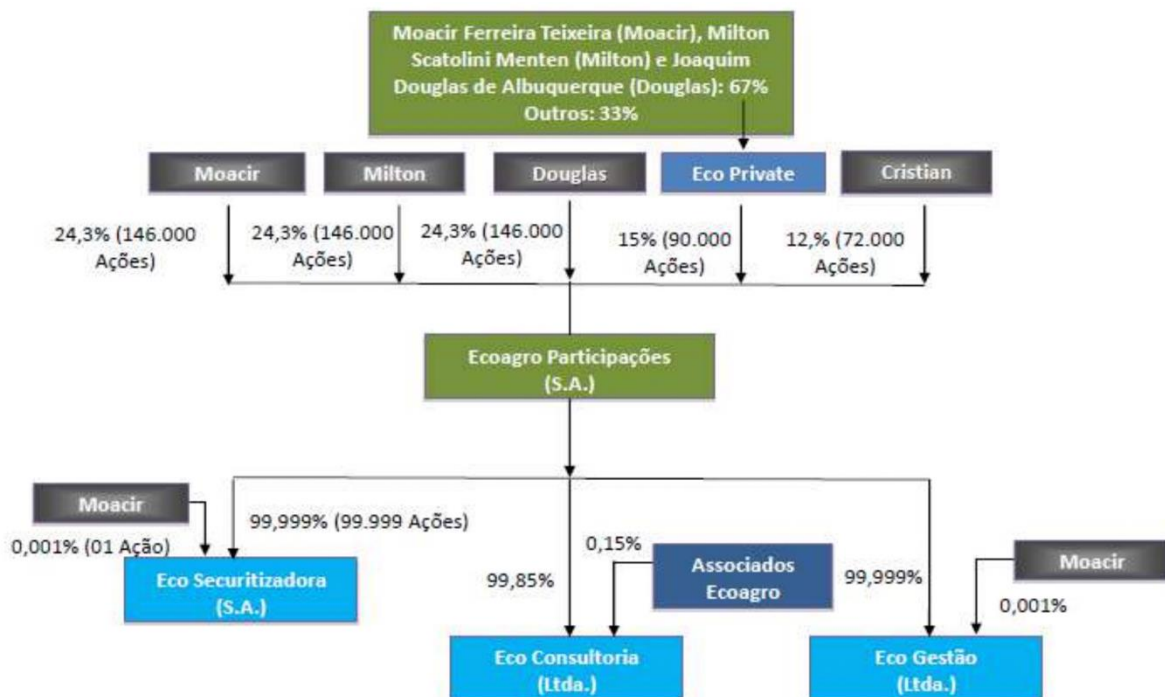 Moacir Ferreira Teixeira (Moacir), Milton
Scatolini Menten (Milton) e Joaquim
Douglas de Albuquerque (Douglas): 67%
Outros: 33%
Moacir
Milton
Douglas
Eco Private
Cristian
24,3% (146.000
Ações)
24,3% (146.000
Ações)
24,3% (146.000
Ações)
15% (90.000
Ações)
12,% (72.000
Ações)
Ecoagro Participações
(S.A.)
Moacir
0,001% (01 Ação)
99,999% (99.999 Ações)
Eco Securitizadora
(S.A.)
99,85%
0,15%
Associados
Ecoagro
99,999%
Moacir
0,001%
Eco Consultoria
(Ltda.)
Eco Gestão
(Ltda.)